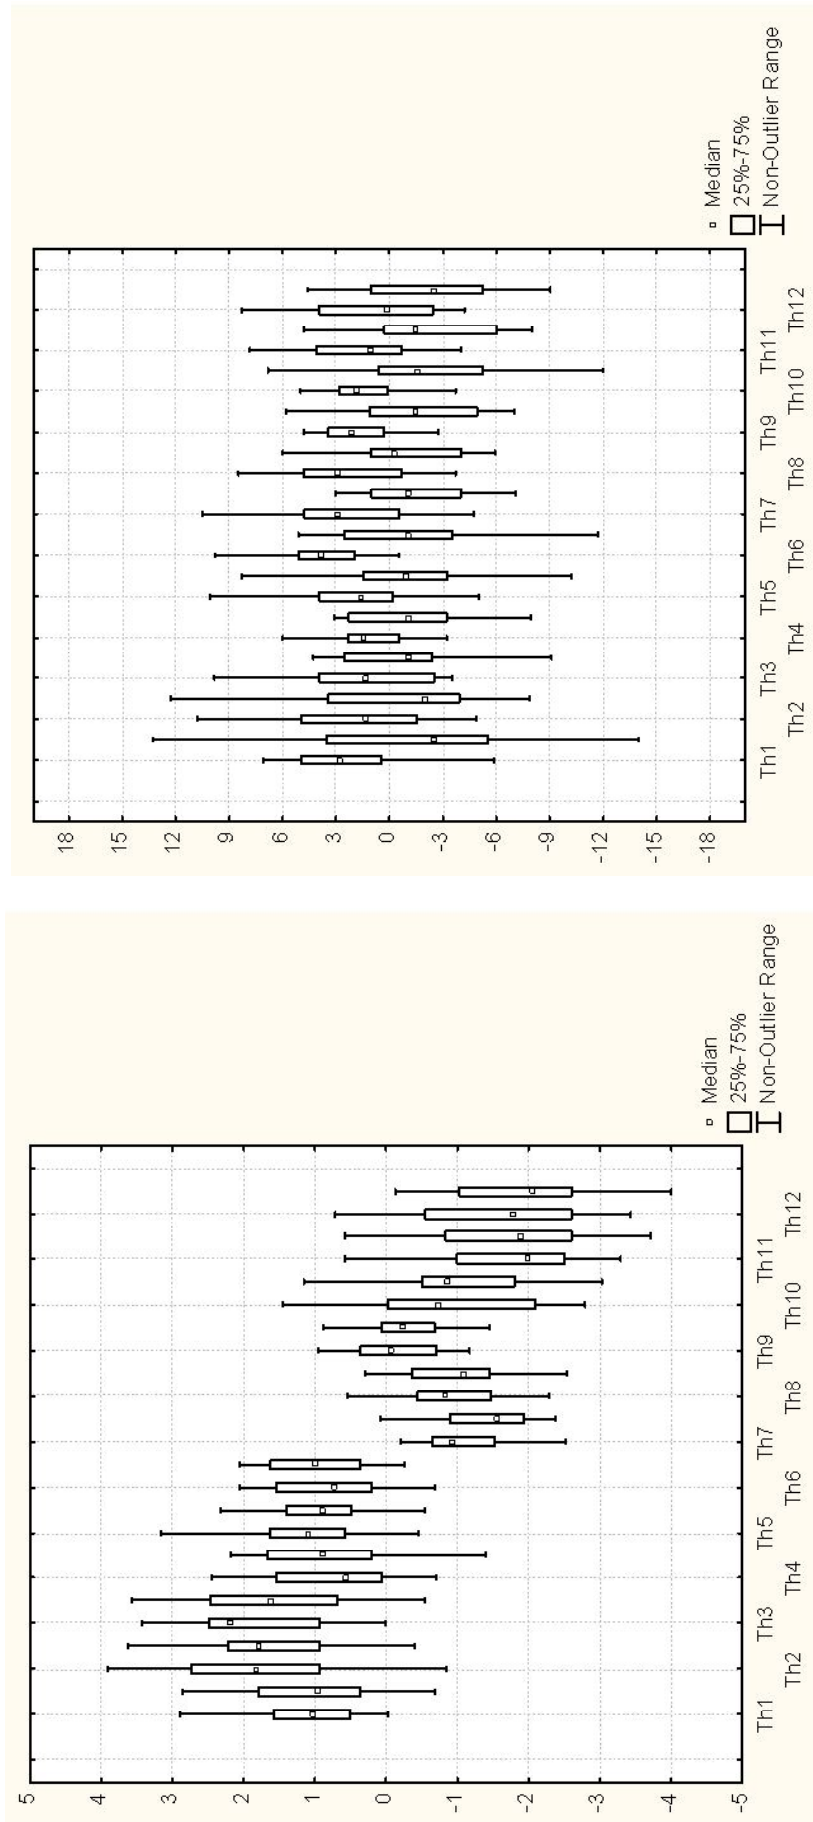 18
15
12
9
6
3
0
-3
-6
-9
-12
-15
-18
Th1
Th2
Th3
Th4
Th5
Th6
Th7
Th8
Th9
Th10
Th11
Th12
Median
25%-75%
Non-Outlier Range
5
4
3
2
1
0
-1
-2
-3
-4
-5
Th1
Th2
Th3
Th4
Th5
Th6
Th7
Th8
Th9
Th10
Th11
Th12
Median
25%-75%
Non-Outlier Range